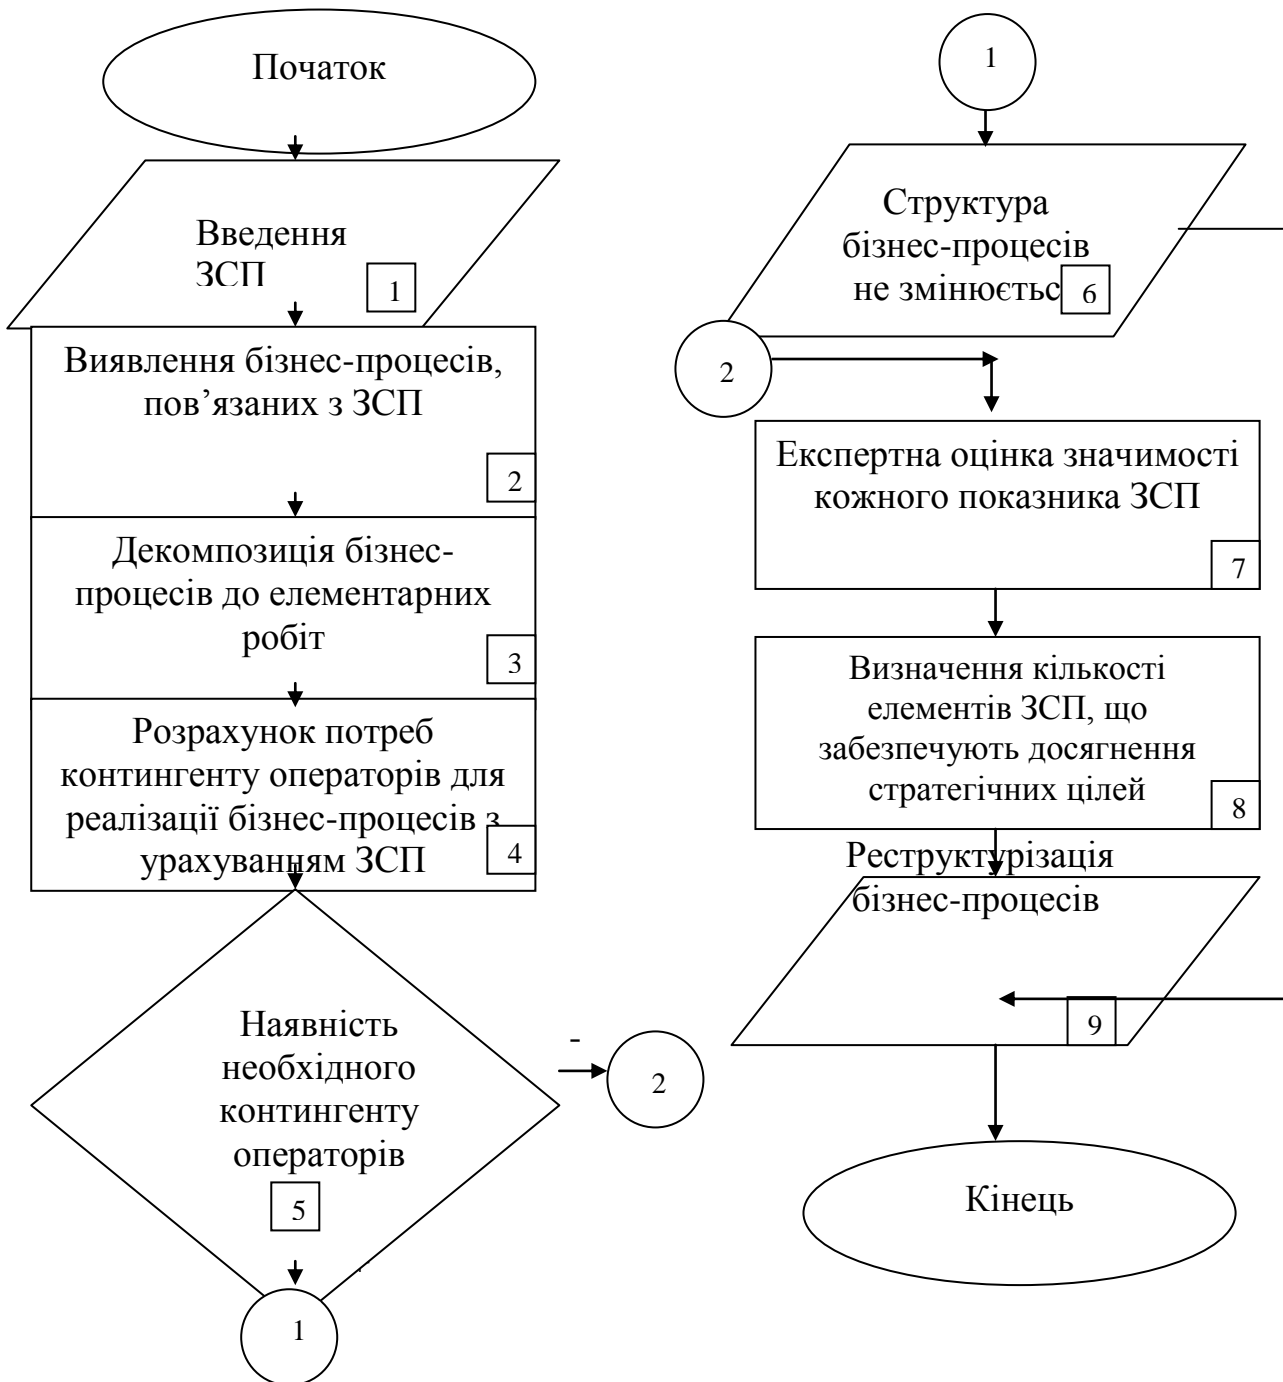 Початок
Введення
ЗСП
1
Виявлення бізнес-процесів,
пов’язаних з ЗСП
2
Декомпозиція бізнес-
процесів до елементарних
робіт
3
Розрахунок потреб
контингенту операторів для
реалізації бізнес-процесів з
урахуванням ЗСП
4
Наявність
необхідного
контингенту
операторів
5
-
2
1
1
Структура
бізнес-процесів
не змінюєтьс
6
2
Експертна оцінка значимості
кожного показника ЗСП
7
Визначення кількості
елементів ЗСП, що
забезпечують досягнення
стратегічних цілей
8
Реструктурізація
бізнес-процесів
9
Кінець